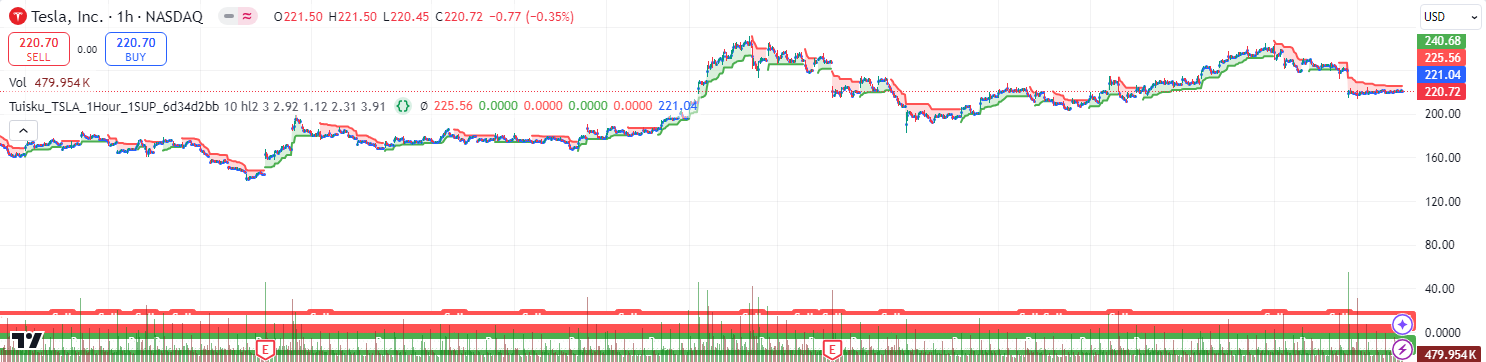 Tesla, Inc. · 1h · NASDAQ O221.50 H221.50 L220.45 C220.72 −0.77 (−0.35%)
USD
220.70 0.00 220.70
SELL BUY
Vol 479.954 K
Tuisku_TSLA_1Hour_1SUP_6d34d2bb 10 hl2 3 2.92 1.12 2.31 3.91 Ø 225.56 0.0000 0.0000 0.0000 0.0000 221.04
240.68
225.56
221.04
220.72
200.00
160.00
120.00
80.00
40.00
0.0000
479.954 K
E E